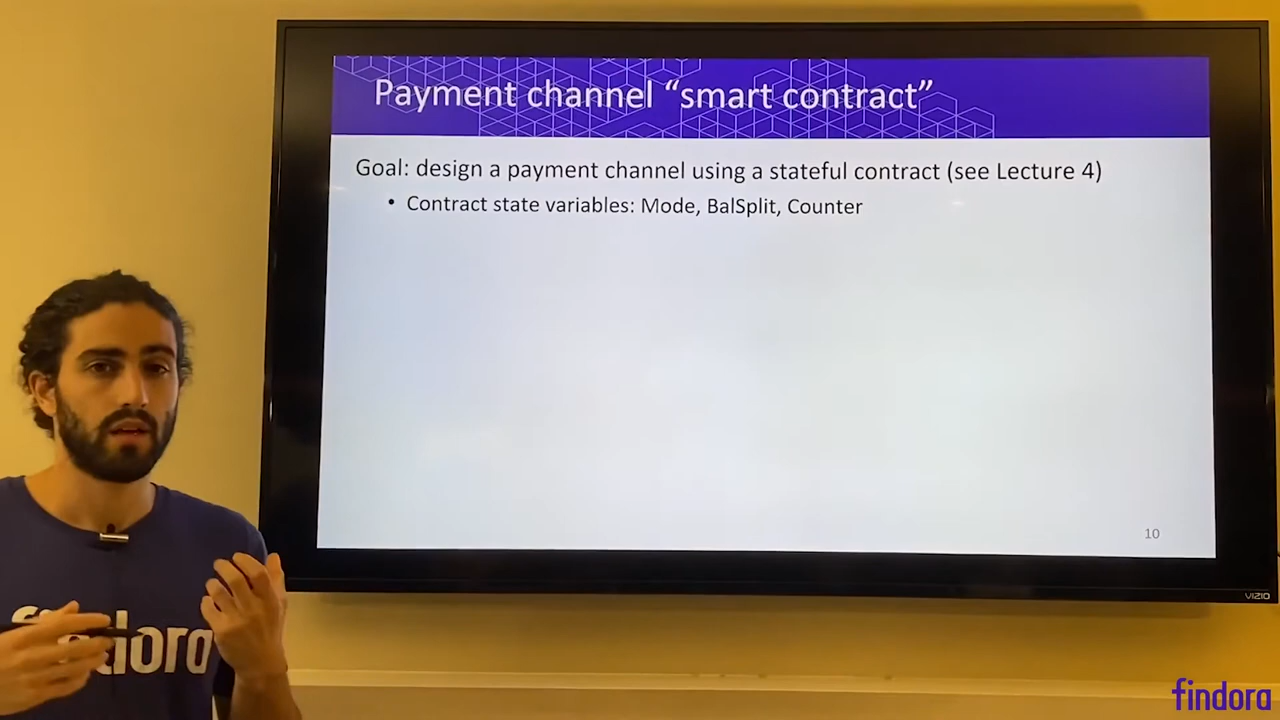 Payment channel “smart contract”
Goal: design a payment channel using a stateful contract (see Lecture 4)
• Contract state variables: Mode, BalSplit, Counter
10
VIZIO
findora